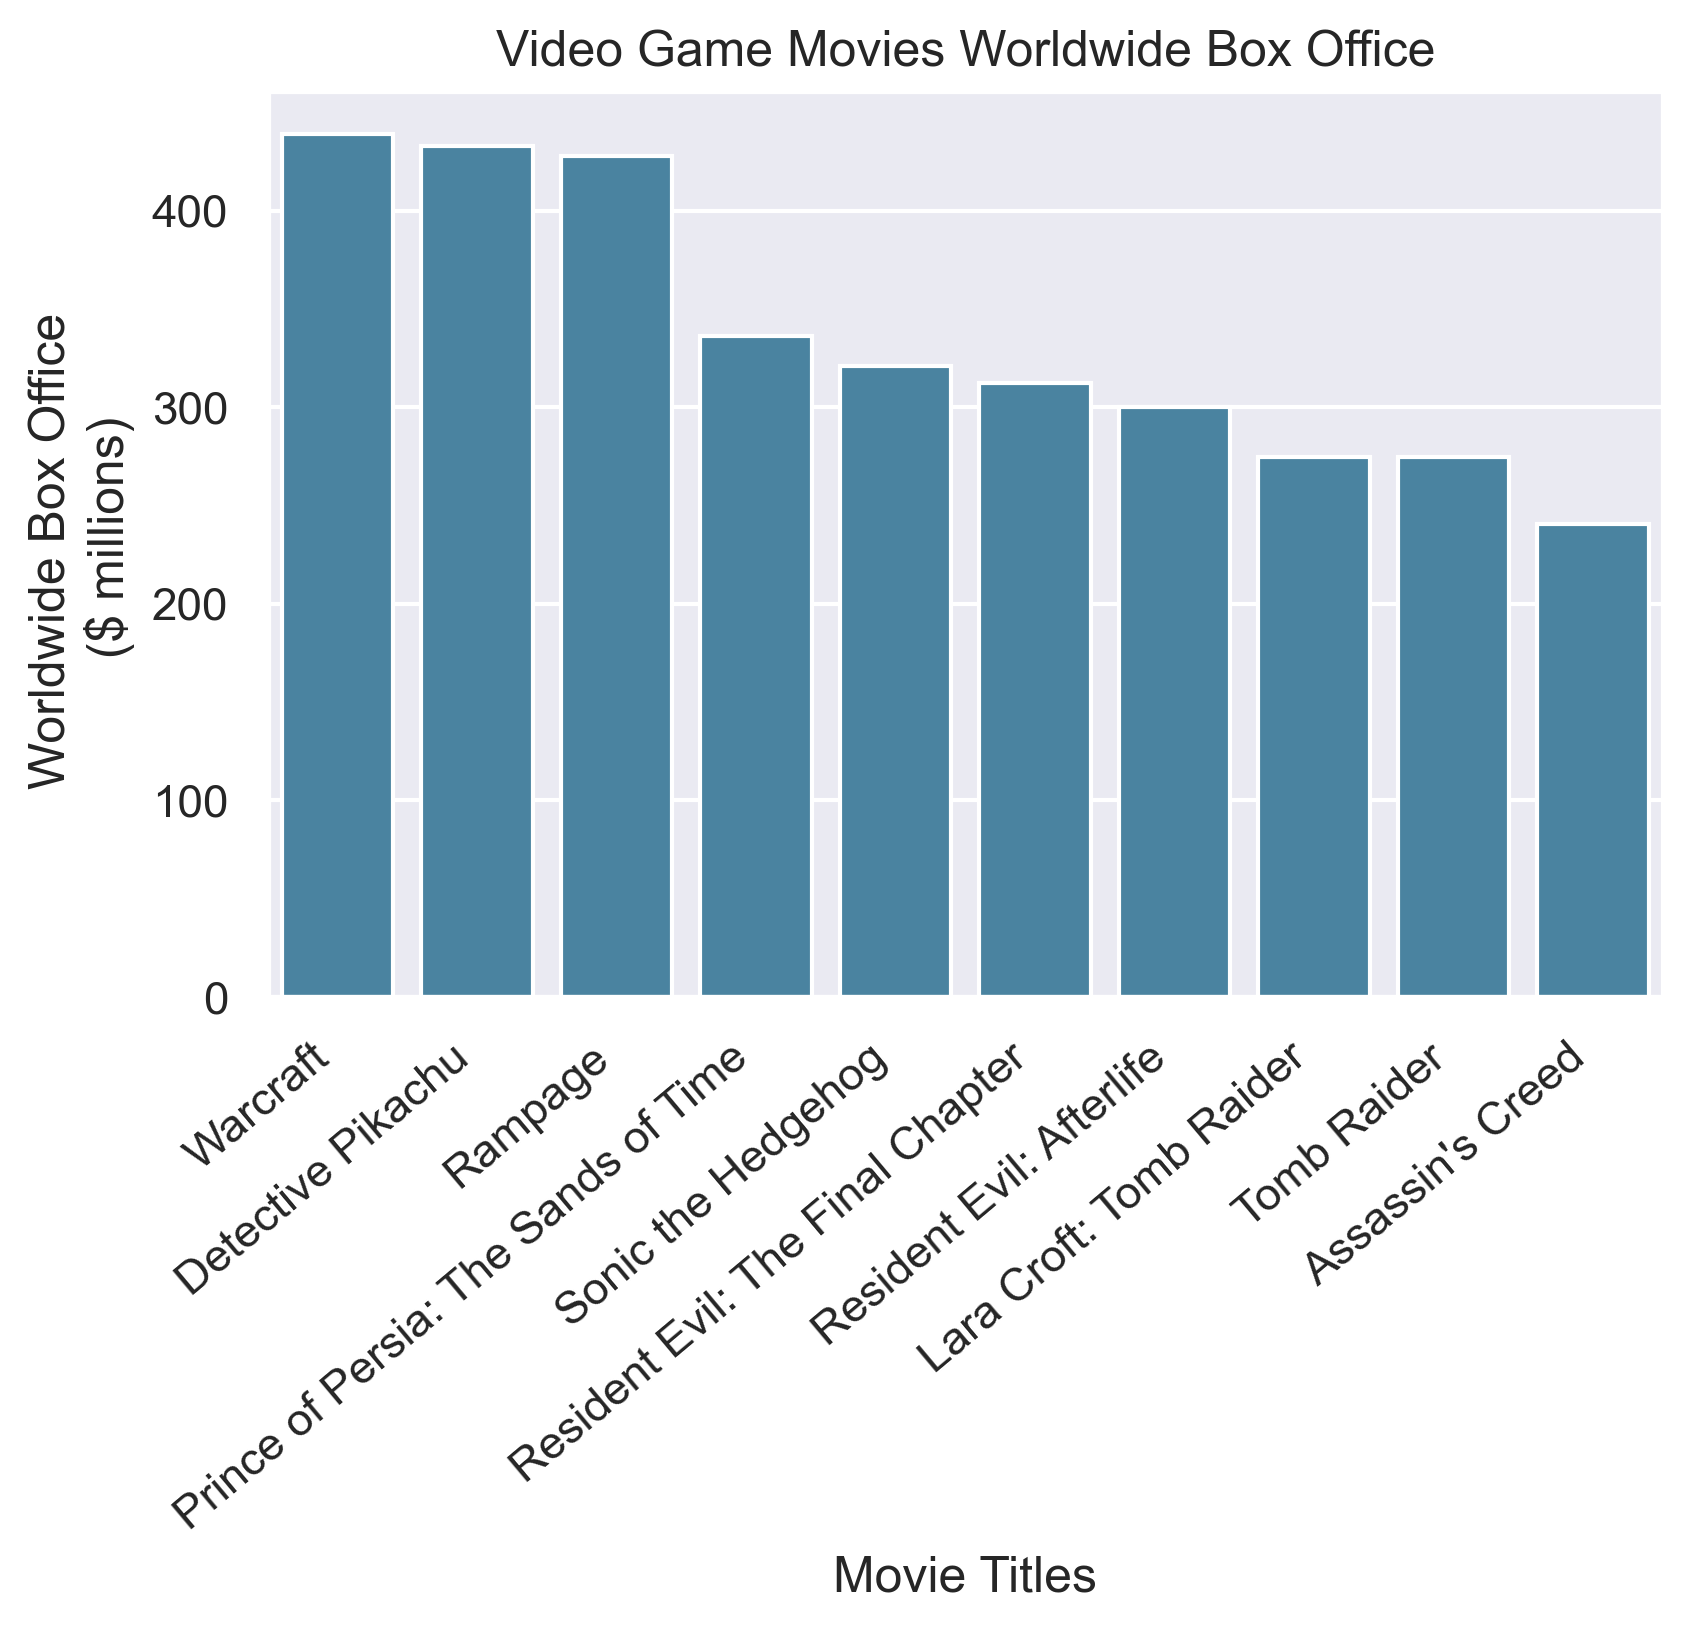 Video Game Movies Worldwide Box Office
Worldwide Box Office
($ millions)
400
300
200
100
0
Warcraft
Detective Pikachu
Rampage
Prince of Persia: The Sands of Time
Sonic the Hedgehog
Resident Evil: The Final Chapter
Resident Evil: Afterlife
Lara Croft: Tomb Raider
Tomb Raider
Assassin's Creed
Movie Titles